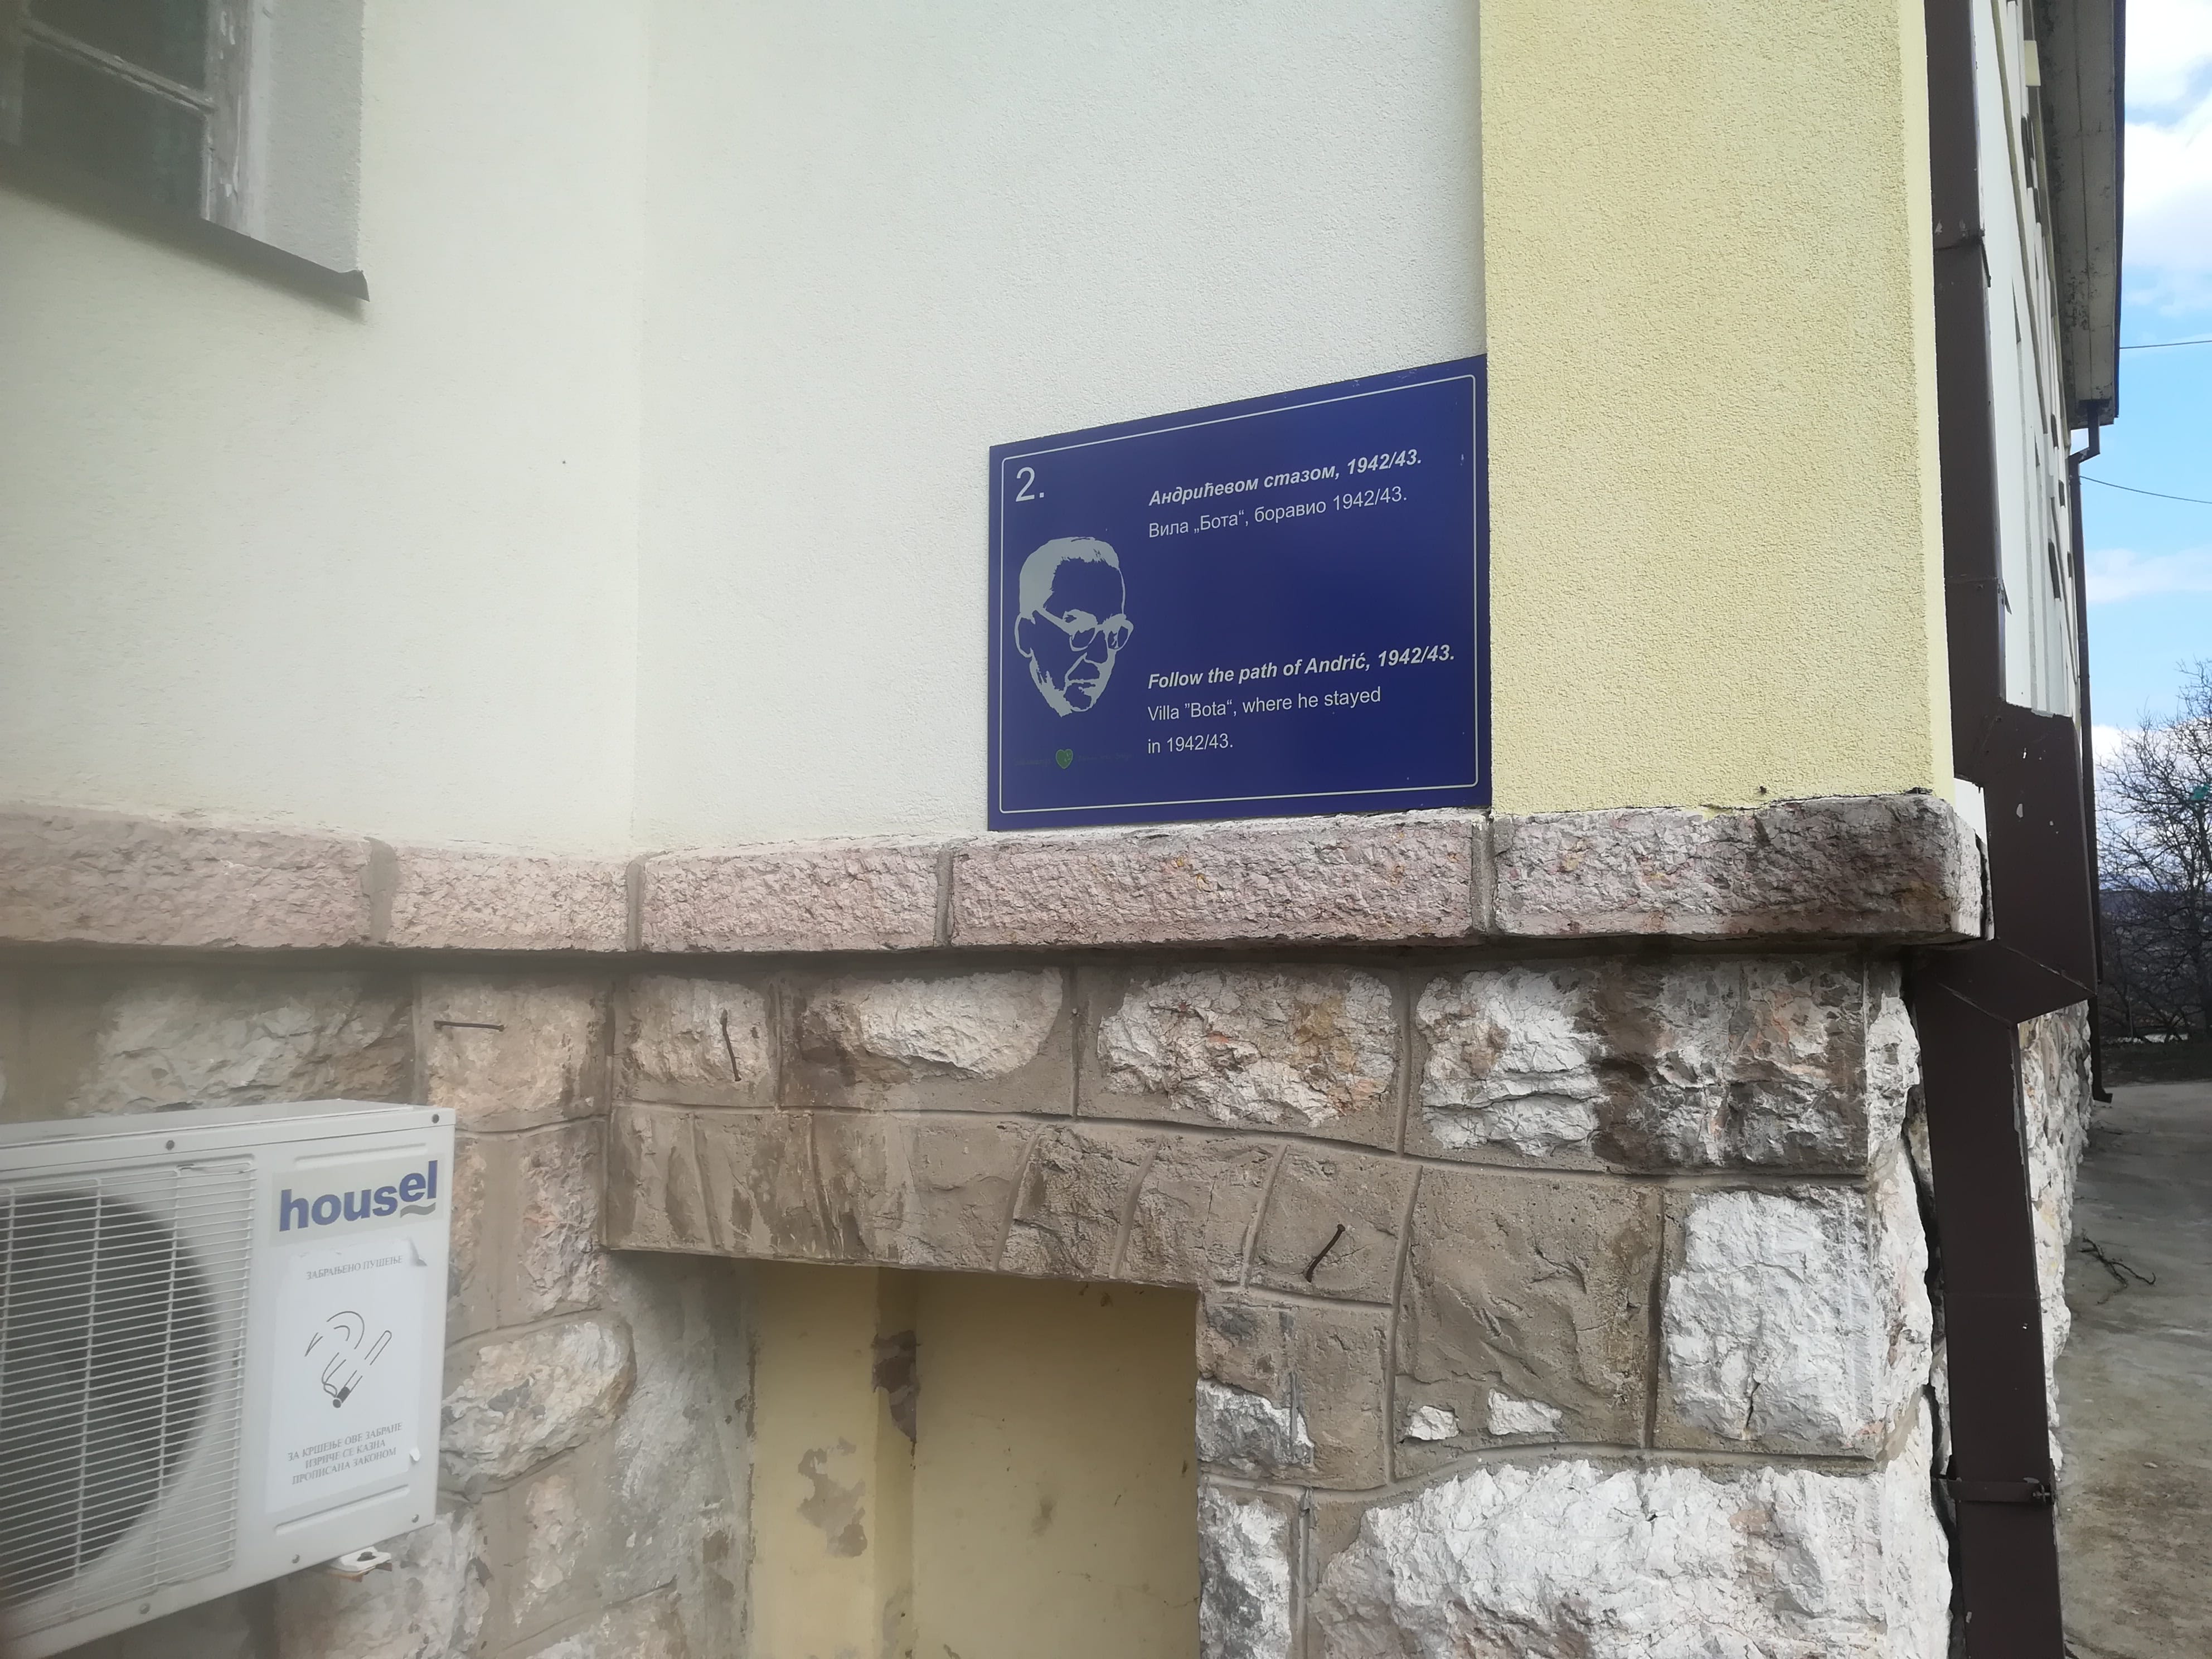 2.
Андрићевом стазом, 1942/43.
Вила „Бота“, боравио 1942/43.
Follow the path of Andrić, 1942/43.
Villa ”Bota“, where he stayed
in 1942/43.
housel
ЗАБРАЊЕНО ПУШЕЊЕ
ЗА КРШЕЊЕ ОВЕ ЗАБРАНЕ
ИЗРИЧЕ СЕ КАЗНА
ПРОПИСАНА ЗАКОНОМ